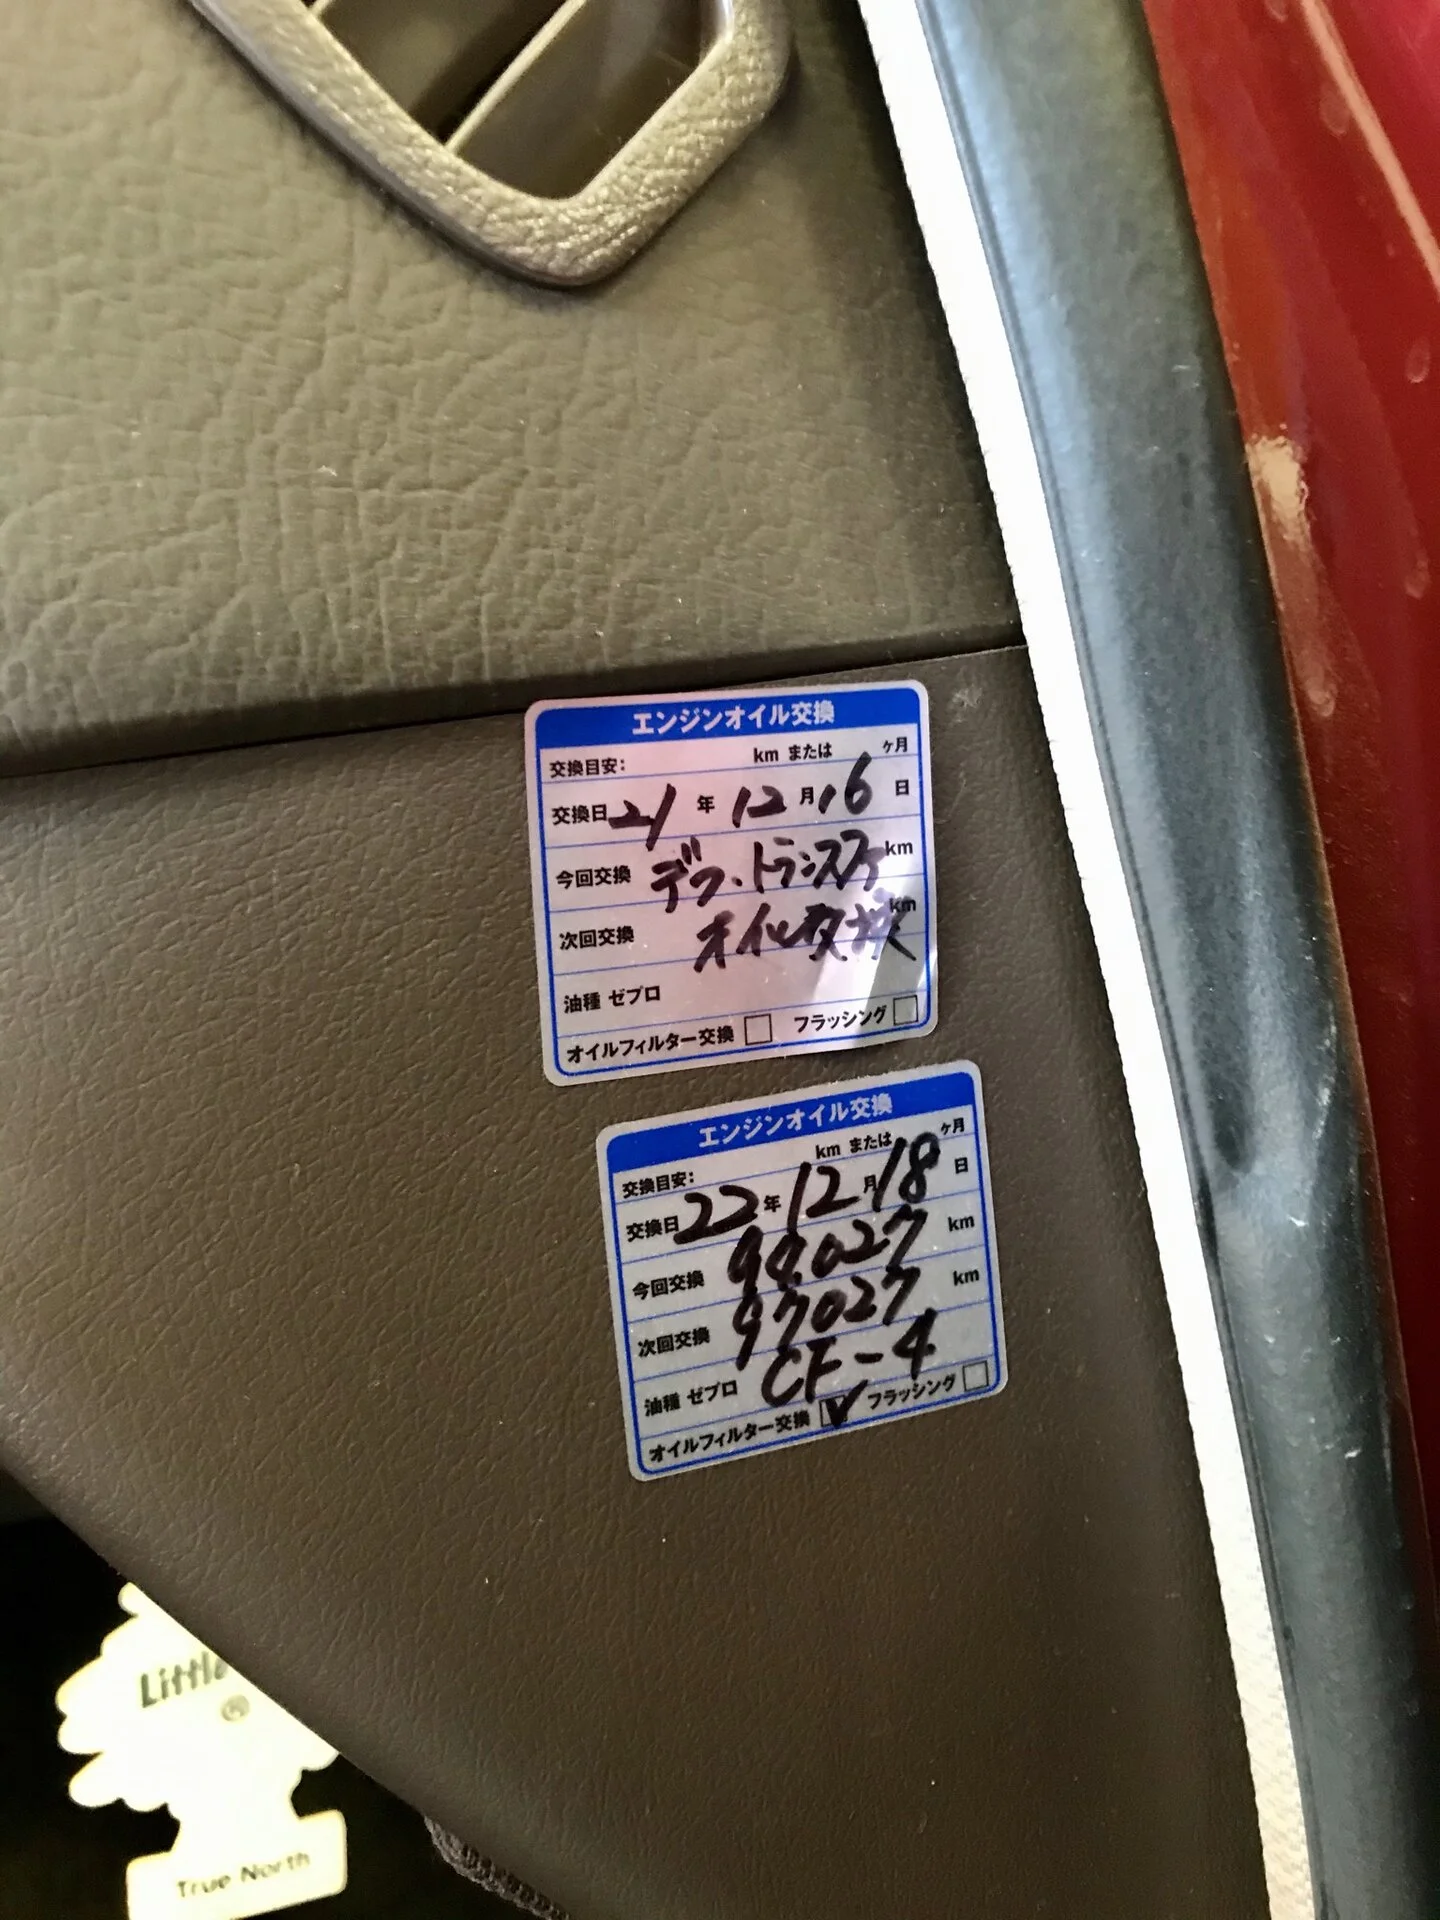 エンジンオイル交換
交換目安: km または ヶ月
交換日 21 年 12 月 16 日
今回交換 デフ・トランスファ km
次回交換 オイル交換 km
油種 ゼプロ
オイルフィルター交換 □ フラッシング □
エンジンオイル交換
交換目安: km または ヶ月
交換日 22 年 12 月 18 日
今回交換 92027 km
次回交換 97027 km
油種 ゼプロ CF-4
オイルフィルター交換 ☑ フラッシング □
Little
®
True North